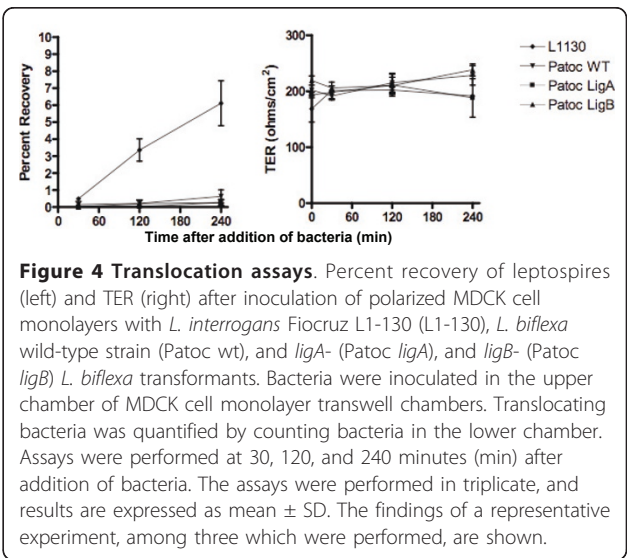 10
9
8
7
6
5
4
3
2
1
0
Percent Recovery
0 60 120 180 240
300
200
100
0
TER (ohms/cm²)
0 60 120 180 240
L1130
Patoc WT
Patoc LigA
Patoc LigB
Time after addition of bacteria (min)
Figure 4 Translocation assays. Percent recovery of leptospires
(left) and TER (right) after inoculation of polarized MDCK cell
monolayers with L. interrogans Fiocruz L1-130 (L1-130), L. biflexa
wild-type strain (Patoc wt), and ligA- (Patoc ligA), and ligB- (Patoc
ligB) L. biflexa transformants. Bacteria were inoculated in the upper
chamber of MDCK cell monolayer transwell chambers. Translocating
bacteria was quantified by counting bacteria in the lower chamber.
Assays were performed at 30, 120, and 240 minutes (min) after
addition of bacteria. The assays were performed in triplicate, and
results are expressed as mean ± SD. The findings of a representative
experiment, among three which were performed, are shown.